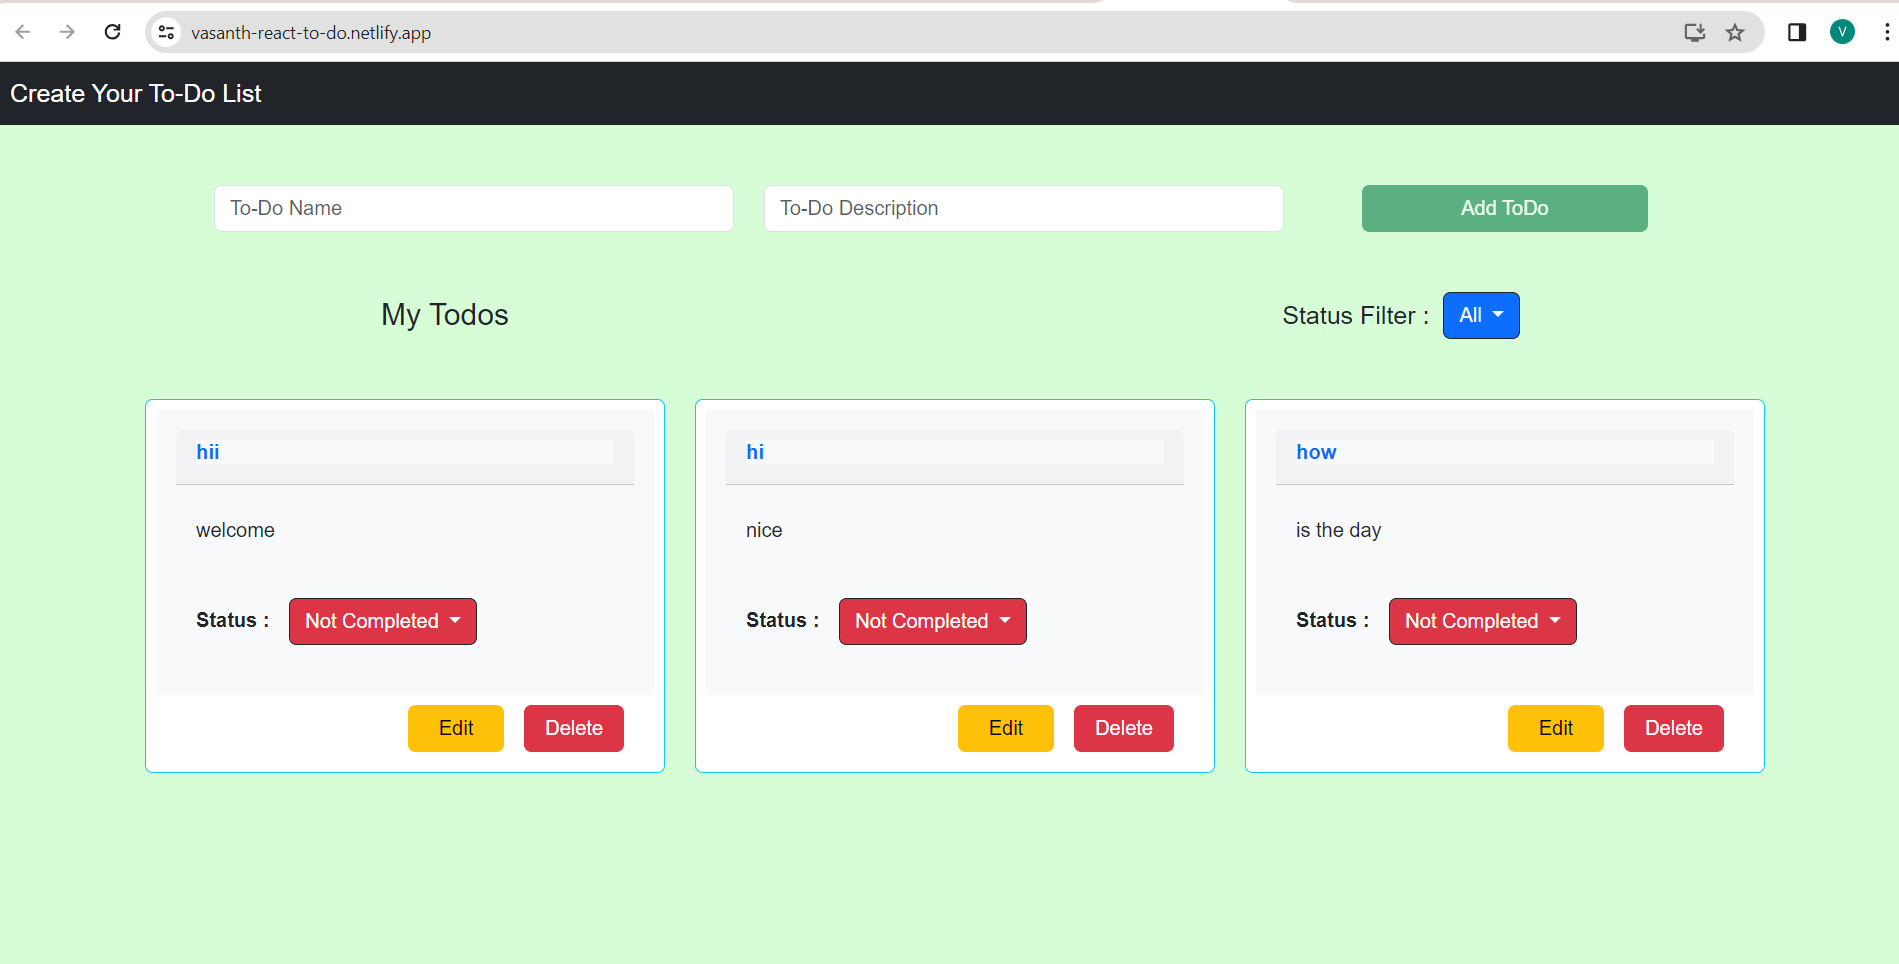 vasanth-react-to-do.netlify.app
V
Create Your To-Do List
To-Do Name
To-Do Description
Add ToDo
My Todos
Status Filter :
All
hii
welcome
Status :
Not Completed
Edit
Delete
hi
nice
Status :
Not Completed
Edit
Delete
how
is the day
Status :
Not Completed
Edit
Delete